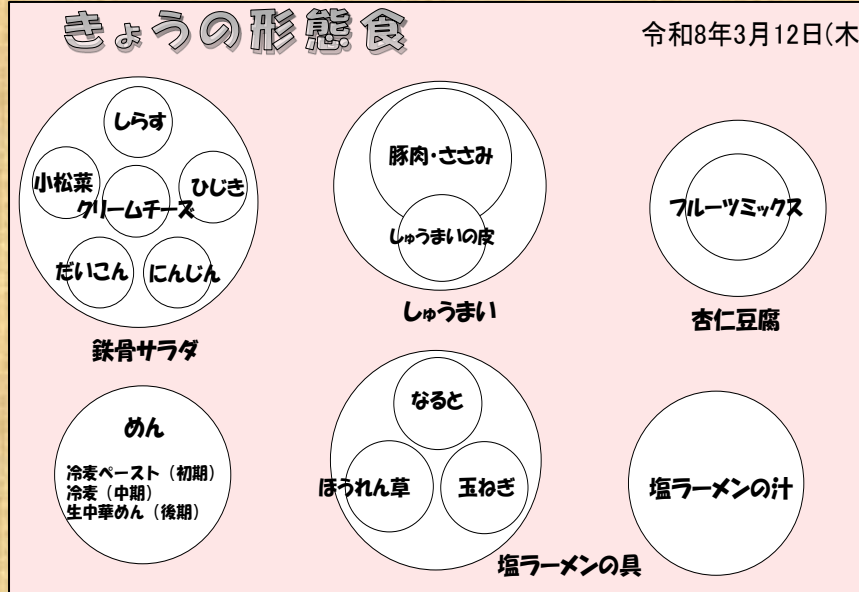 きょうの形態食
令和8年3月12日(木
しらす
小松菜
クリームチーズ
ひじき
だいこん
にんじん
鉄骨サラダ
豚肉・ささみ
しゅうまいの皮
しゅうまい
フルーツミックス
杏仁豆腐
めん
冷麦ペースト（初期）
冷麦（中期）
生中華めん（後期）
なると
ほうれん草
玉ねぎ
塩ラーメンの具
塩ラーメンの汁